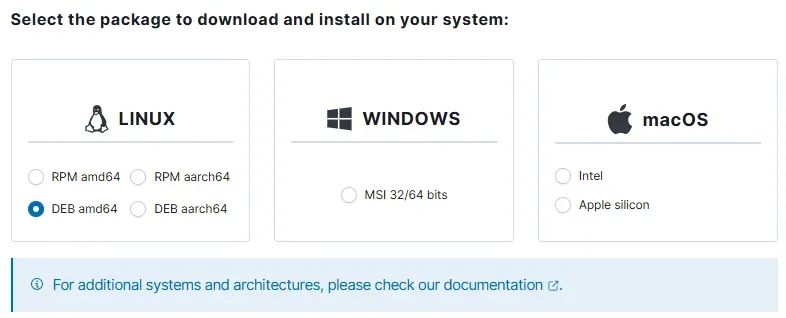 Select the package to download and install on your system:
LINUX
RPM amd64
RPM aarch64
DEB amd64
DEB aarch64
WINDOWS
MSI 32/64 bits
macOS
Intel
Apple silicon
For additional systems and architectures, please check our documentation.